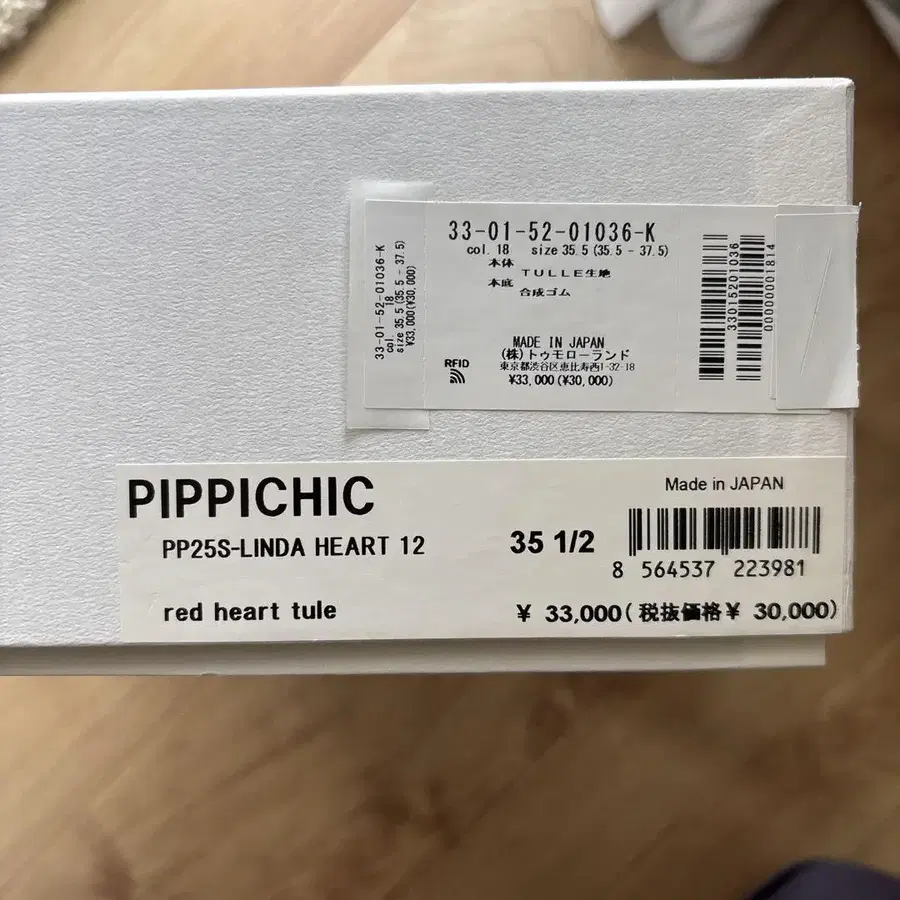 33-01-52-01036-K
col. 18
size 35.5 (35.5 - 37.5)
¥33,000(¥30,000)
33-01-52-01036-K
col. 18 size 35.5 (35.5 - 37.5)
本体
TULLE生地
本底
合成ゴム
MADE IN JAPAN
(株)トゥモローランド
東京都渋谷区恵比寿西1-32-18
¥33,000(¥30,000)
RFID
33015201036
00000001814
PIPPICHIC
Made in JAPAN
PP25S-LINDA HEART 12
35 1/2
8 564537 223981
red heart tule
¥ 33,000(税抜価格¥ 30,000)